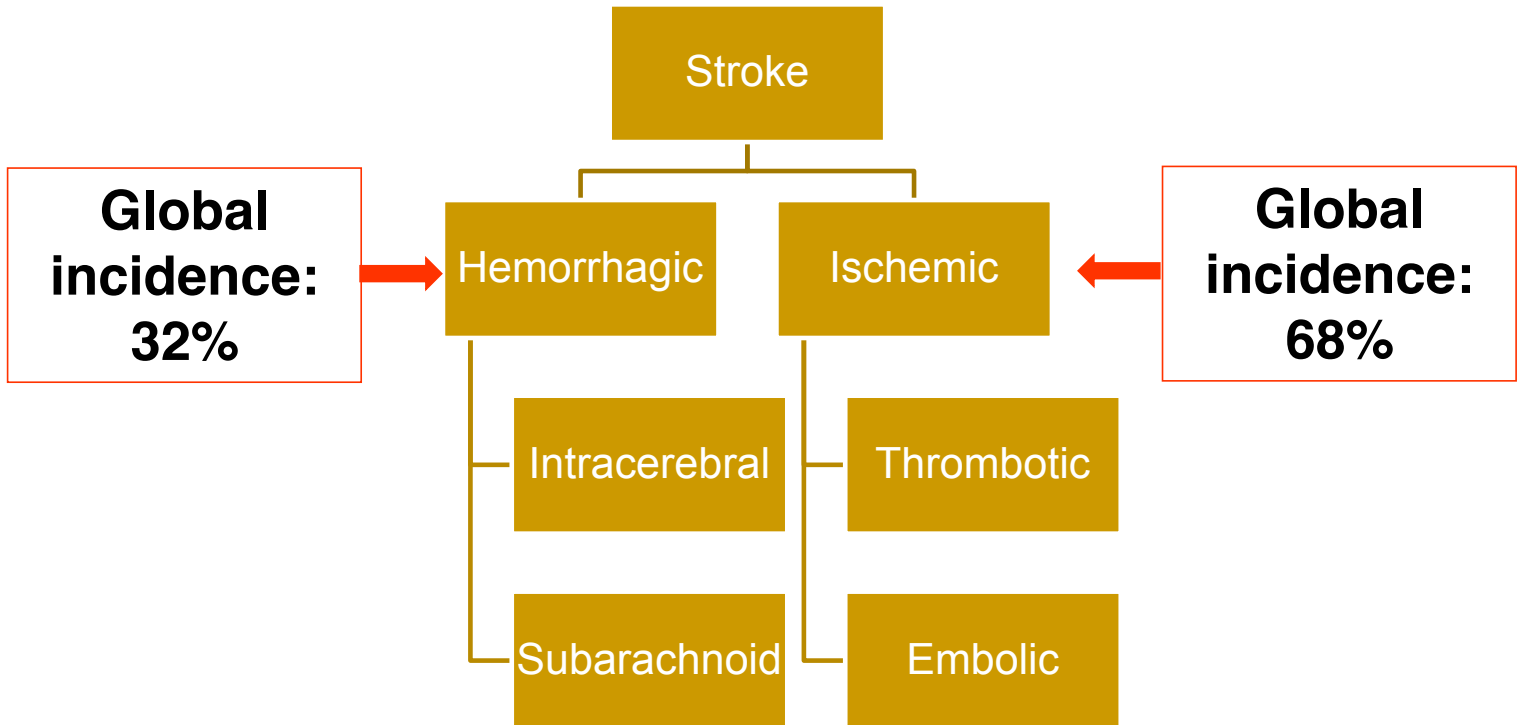 Stroke
Global
incidence:
32%
Hemorrhagic
Ischemic
Global
incidence:
68%
Intracerebral
Thrombotic
Subarachnoid
Embolic